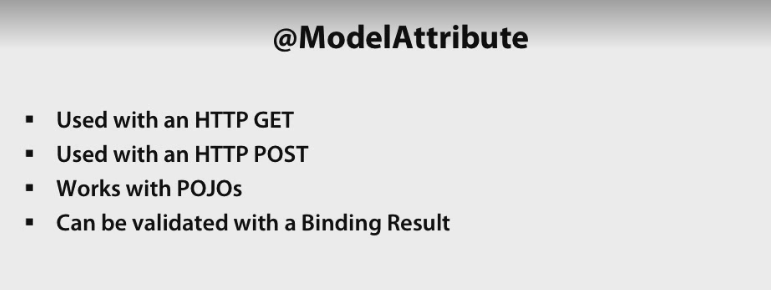 @ModelAttribute
▪ Used with an HTTP GET
▪ Used with an HTTP POST
▪ Works with POJOs
▪ Can be validated with a Binding Result